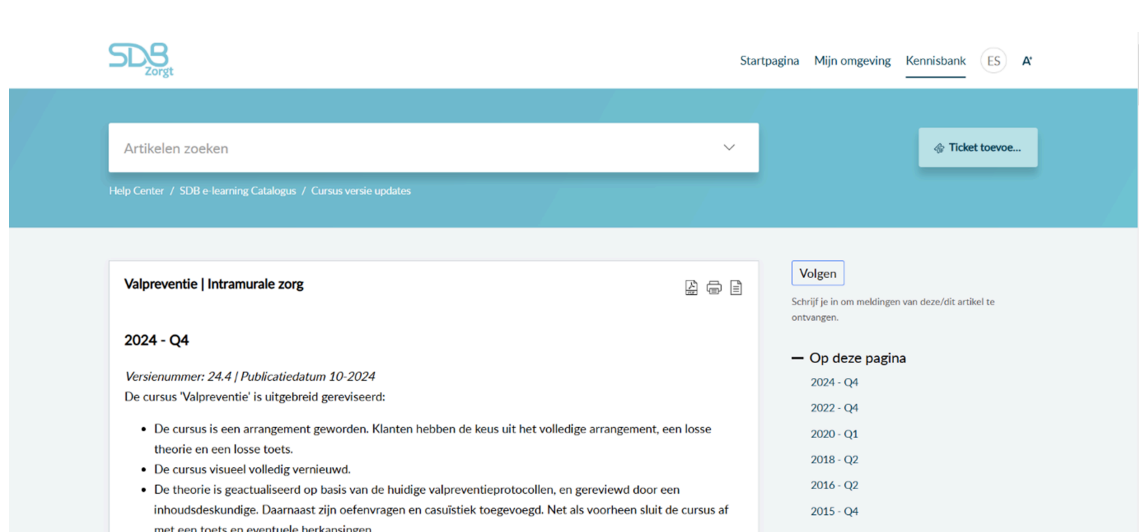 SDB
Zorgt
Startpagina Mijn omgeving Kennisbank ES A
Artikelen zoeken
Ticket toevoe...
Help Center / SDB e-learning Catalogus / Cursus versie updates
Valpreventie | Intramurale zorg
2024 - Q4
Versienummer: 24.4 | Publicatiedatum 10-2024
De cursus 'Valpreventie' is uitgebreid gereviseerd:
• De cursus is een arrangement geworden. Klanten hebben de keus uit het volledige arrangement, een losse
theorie en een losse toets.
• De cursus visueel volledig vernieuwd.
• De theorie is geactualiseerd op basis van de huidige valpreventieprotocollen, en gereviewd door een
inhoudsdeskundige. Daarnaast zijn oefenvragen en casuïstiek toegevoegd. Net als voorheen sluit de cursus af
met een toets en eventuele herkansingen
Volgen
Schrijf je in om meldingen van deze/dit artikel te
ontvangen.
Op deze pagina
2024 - Q4
2022 - Q4
2020 - Q1
2018 - Q2
2016 - Q2
2015 - Q4